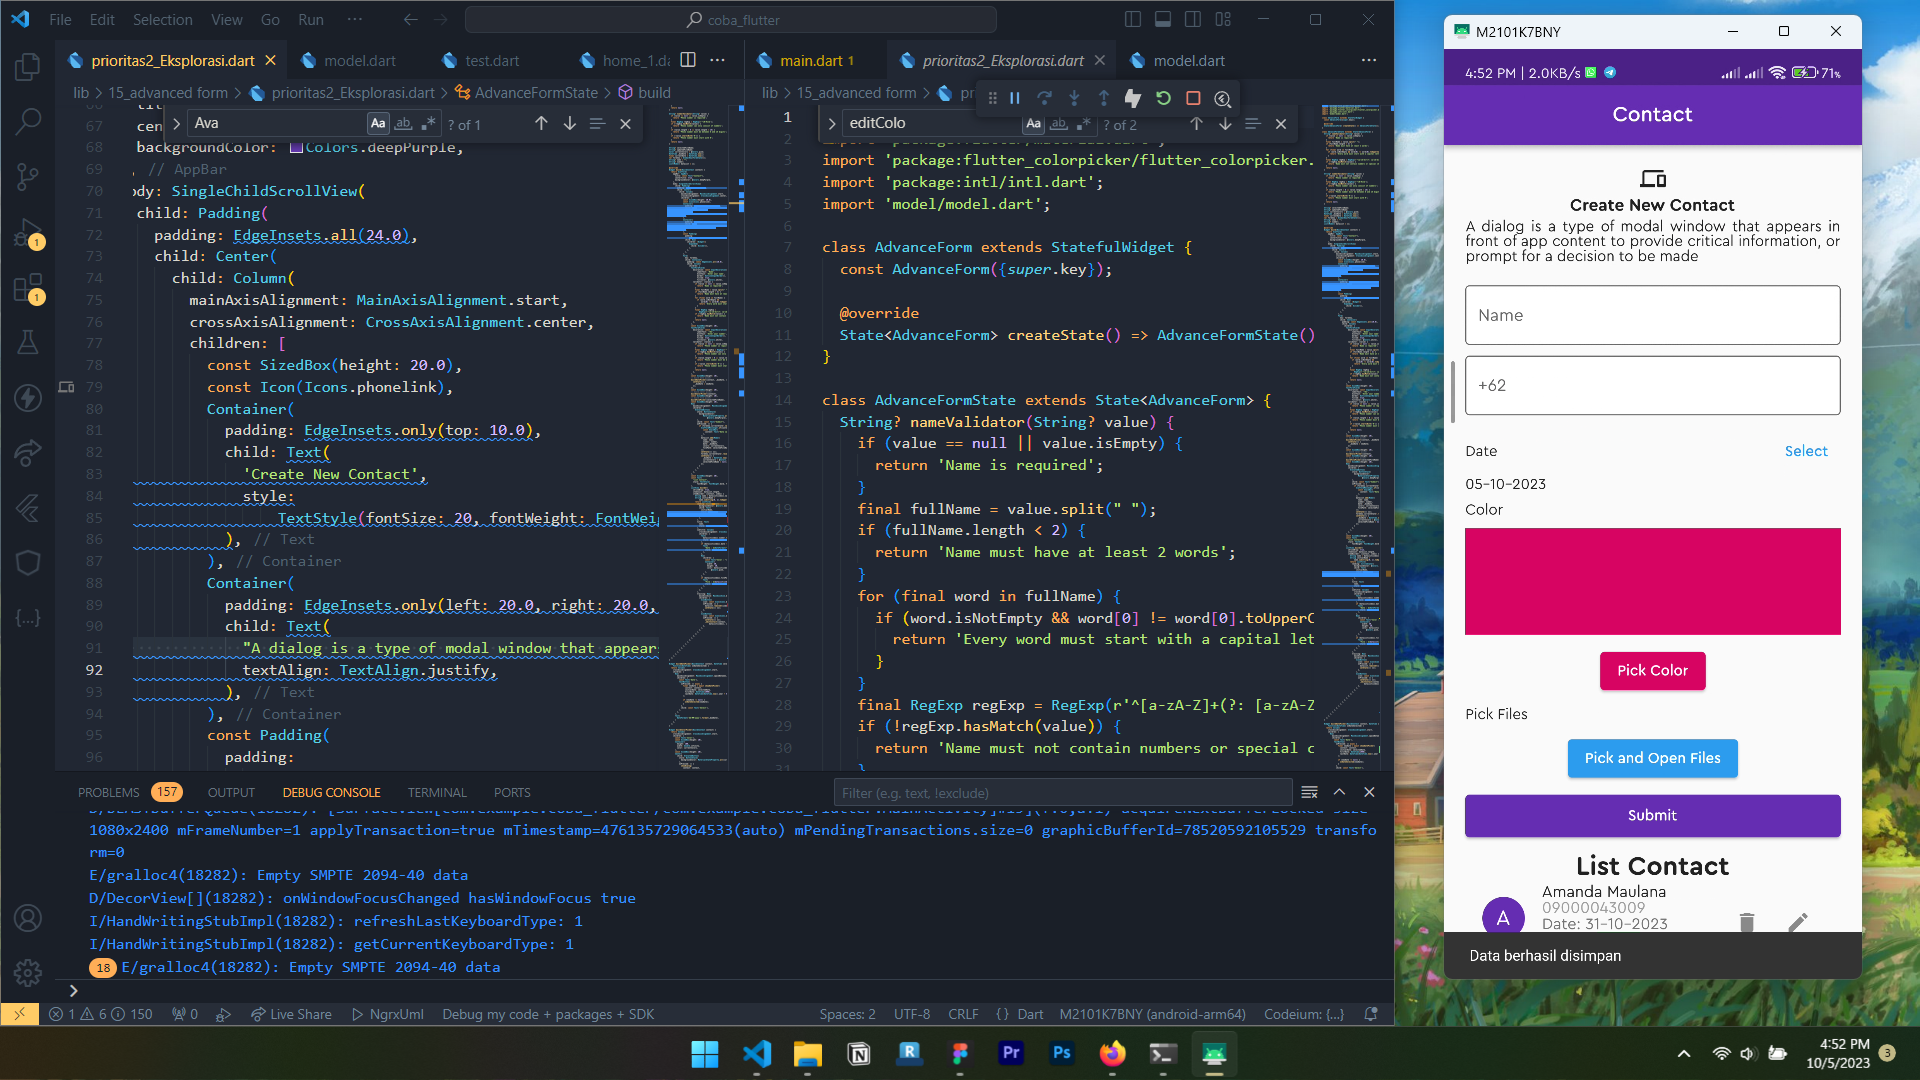 File Edit Selection View Go Run ···
coba_flutter
prioritas2_Eksplorasi.dart
model.dart
test.dart
home_1.da
main.dart 1
prioritas2_Eksplorasi.dart
model.dart
lib > 15_advanced form > prioritas2_Eksplorasi.dart > AdvanceFormState > build
lib > 15_advanced form > pr
Ava
Aa ab
? of 1
editColo
Aa ab
? of 2
67 cen
68 backgroundColor: Colors.deepPurple,
69 , // AppBar
70 ody: SingleChildScrollView(
71 child: Padding(
72 padding: EdgeInsets.all(24.0),
73 child: Center(
74 child: Column(
75 mainAxisAlignment: MainAxisAlignment.start,
76 crossAxisAlignment: CrossAxisAlignment.center,
77 children: [
78 const SizedBox(height: 20.0),
79 const Icon(Icons.phonelink),
80 Container(
81 padding: EdgeInsets.only(top: 10.0),
82 child: Text(
83 'Create New Contact',
84 style:
85 TextStyle(fontSize: 20, fontWeight: FontWei
86 ), // Text
87 ), // Container
88 Container(
89 padding: EdgeInsets.only(left: 20.0, right: 20.0,
90 child: Text(
91 "A dialog is a type of modal window that appear
92 textAlign: TextAlign.justify,
93 ), // Text
94 ), // Container
95 const Padding(
96 padding:
1
2
3 import 'package:flutter_colorpicker/flutter_colorpicker.
4 import 'package:intl/intl.dart';
5 import 'model/model.dart';
6
7 class AdvanceForm extends StatefulWidget {
8 const AdvanceForm({super.key});
9
10 @override
11 State<AdvanceForm> createState() => AdvanceFormState()
12 }
13
14 class AdvanceFormState extends State<AdvanceForm> {
15 String? nameValidator(String? value) {
16 if (value == null || value.isEmpty) {
17 return 'Name is required';
18 }
19 final fullName = value.split(" ");
20 if (fullName.length < 2) {
21 return 'Name must have at least 2 words';
22 }
23 for (final word in fullName) {
24 if (word.isNotEmpty && word[0] != word[0].toUpperC
25 return 'Every word must start with a capital let
26 }
27 }
28 final RegExp regExp = RegExp(r'^[a-zA-Z]+(?: [a-zA-Z
29 if (!regExp.hasMatch(value)) {
30 return 'Name must not contain numbers or special c
31 }
PROBLEMS 157 OUTPUT DEBUG CONSOLE TERMINAL PORTS
Filter (e.g. text, !exclude)
1080x2400 mFrameNumber=1 applyTransaction=true mTimestamp=476135729064533(auto) mPendingTransactions.size=0 graphicBufferId=78520592105529 transfo
rm=0
E/gralloc4(18282): Empty SMPTE 2094-40 data
D/DecorView[](18282): onWindowFocusChanged hasWindowFocus true
I/HandWritingStubImpl(18282): refreshLastKeyboardType: 1
I/HandWritingStubImpl(18282): getCurrentKeyboardType: 1
18 E/gralloc4(18282): Empty SMPTE 2094-40 data
>
1 6 150 0 Live Share NgrxUml Debug my code + packages + SDK
Spaces: 2 UTF-8 CRLF {} Dart M2101K7BNY (android-arm64) Codeium: {...}
1
1
M2101K7BNY
4:52 PM | 2.0KB/s
71%
Contact
Create New Contact
A dialog is a type of modal window that appears in
front of app content to provide critical information, or
prompt for a decision to be made
Name
+62
Date
Select
05-10-2023
Color
Pick Color
Pick Files
Pick and Open Files
Submit
List Contact
A
Amanda Maulana
09000043009
Date: 31-10-2023
Data berhasil disimpan
N
R
Pr
Ps
4:52 PM
10/5/2023
3